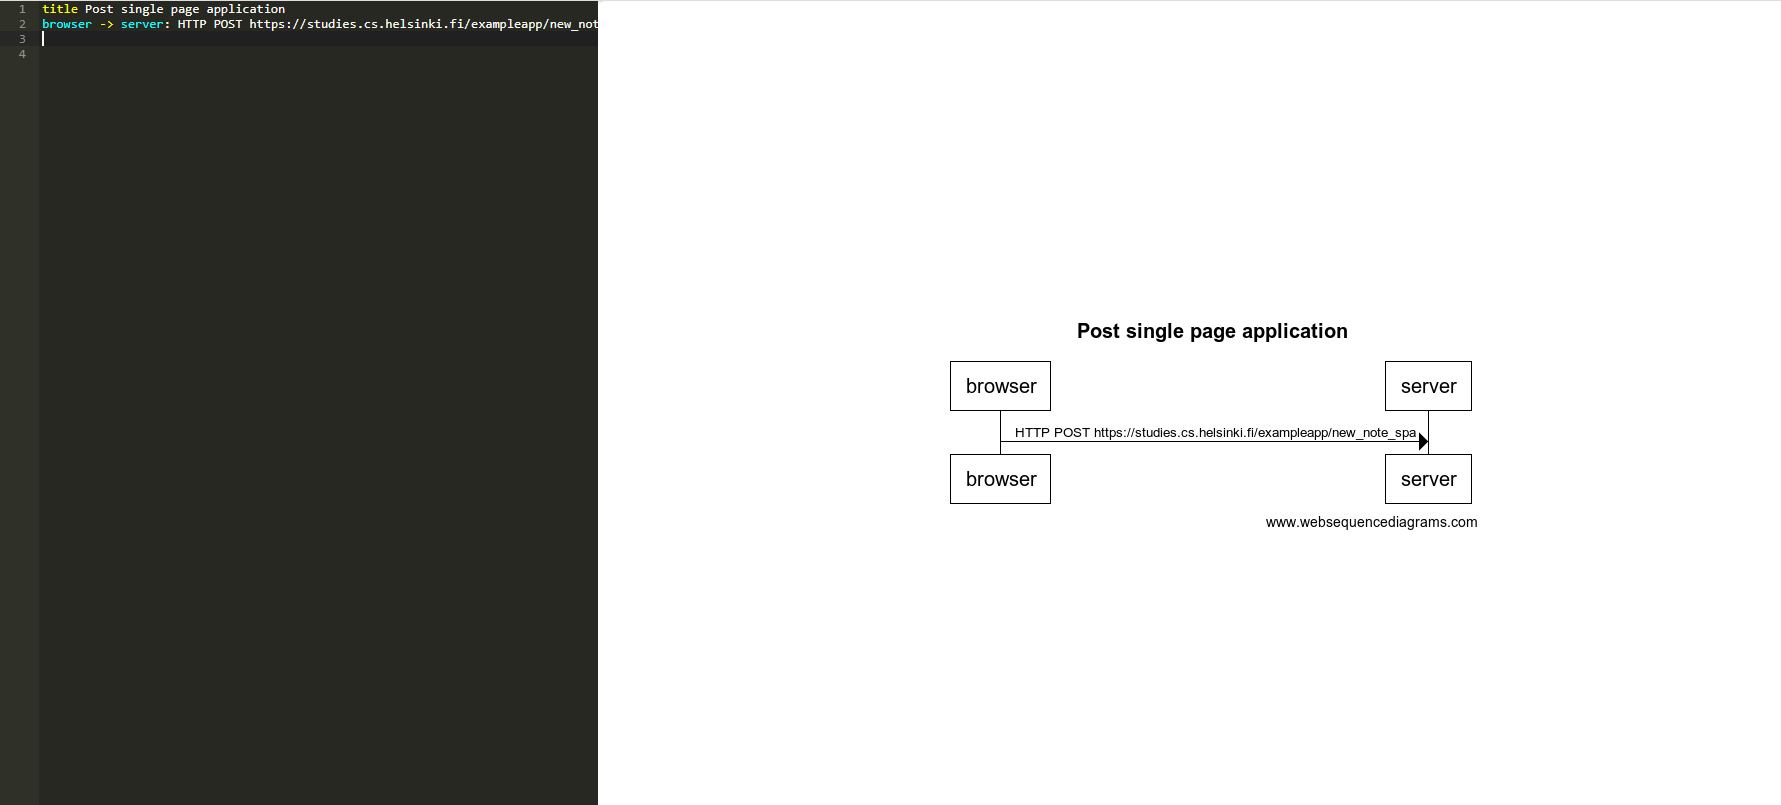 1 title Post single page application
2 browser -> server: HTTP POST https://studies.cs.helsinki.fi/exampleapp/new_not
3
4
Post single page application
browser server
HTTP POST https://studies.cs.helsinki.fi/exampleapp/new_note_spa
browser server
www.websequencediagrams.com